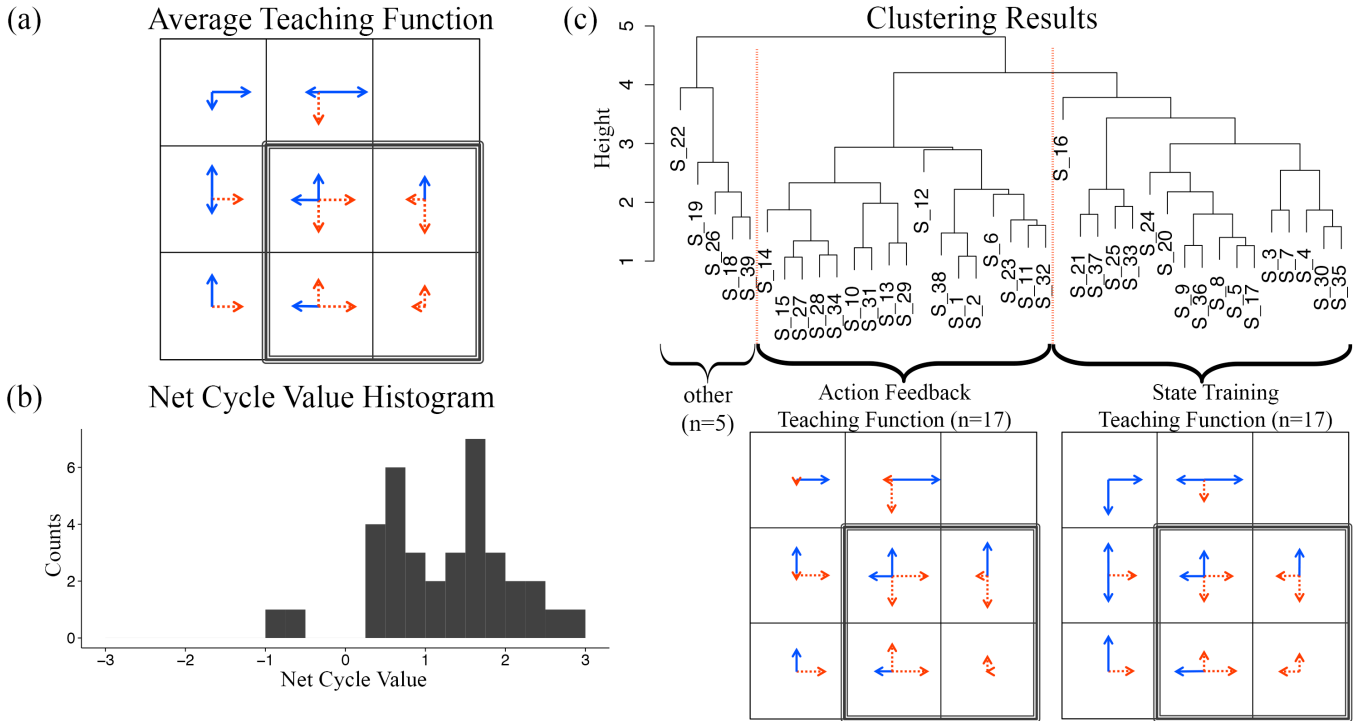 (a)
Average Teaching Function
(b)
Net Cycle Value Histogram
Counts
6
4
2
0
−3
−2
−1
0
1
2
3
Net Cycle Value
(c)
Clustering Results
Height
5
4
3
2
1
S_22
S_19
S_26
S_18
S_39
S_14
S_15
S_27
S_28
S_34
S_10
S_31
S_13
S_29
S_12
S_38
S_1
S_2
S_6
S_23
S_11
S_32
S_16
S_21
S_37
S_25
S_33
S_24
S_20
S_9
S_36
S_8
S_5
S_17
S_3
S_7
S_4
S_30
S_35
other
(n=5)
Action Feedback
Teaching Function (n=17)
State Training
Teaching Function (n=17)